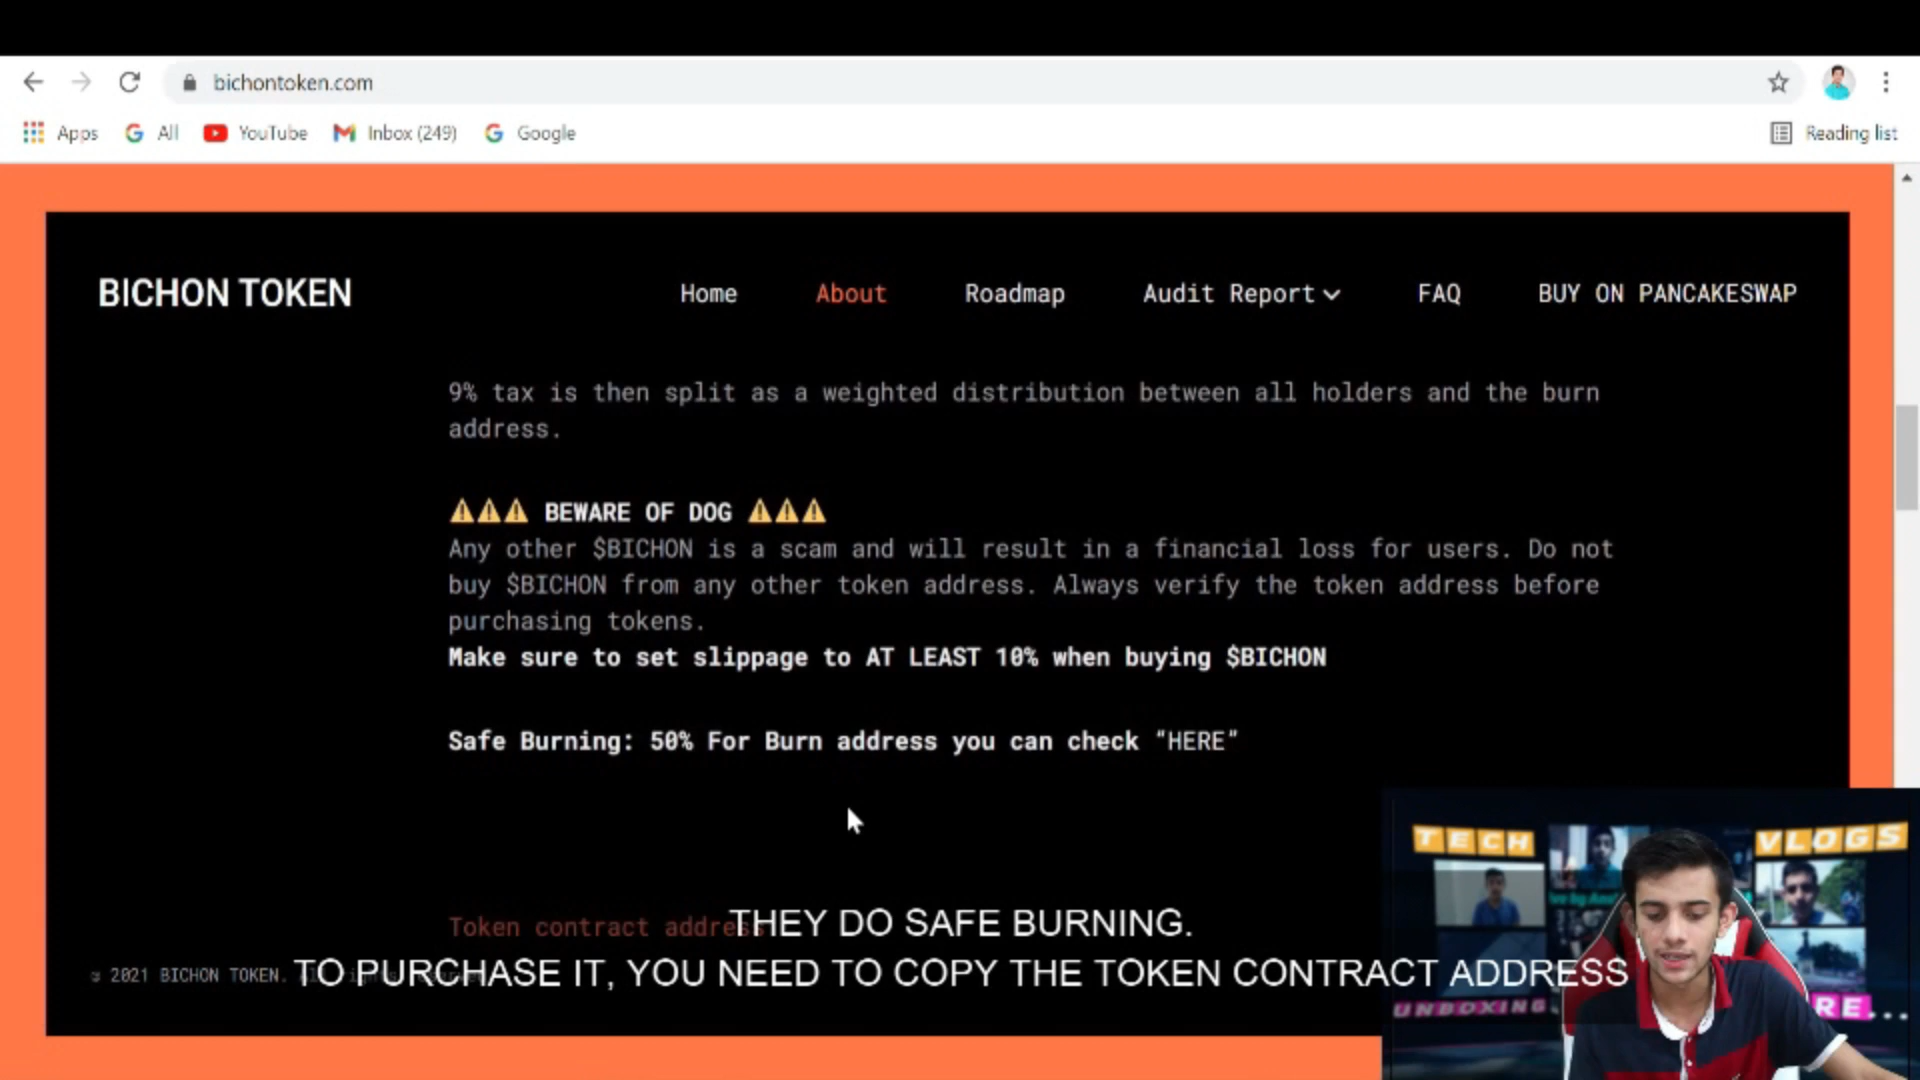 bichontoken.com
Apps All YouTube Inbox (249) Google Reading list
BICHON TOKEN Home About Roadmap Audit Report FAQ BUY ON PANCAKESWAP
9% tax is then split as a weighted distribution between all holders and the burn
address.
⚠⚠⚠ BEWARE OF DOG ⚠⚠⚠
Any other $BICHON is a scam and will result in a financial loss for users. Do not
buy $BICHON from any other token address. Always verify the token address before
purchasing tokens.
Make sure to set slippage to AT LEAST 10% when buying $BICHON
Safe Burning: 50% For Burn address you can check “HERE”
TECH VLOGS
Token contract address
THEY DO SAFE BURNING.
© 2021 BICHON TOKEN.
TO PURCHASE IT, YOU NEED TO COPY THE TOKEN CONTRACT ADDRESS
UNBOXING